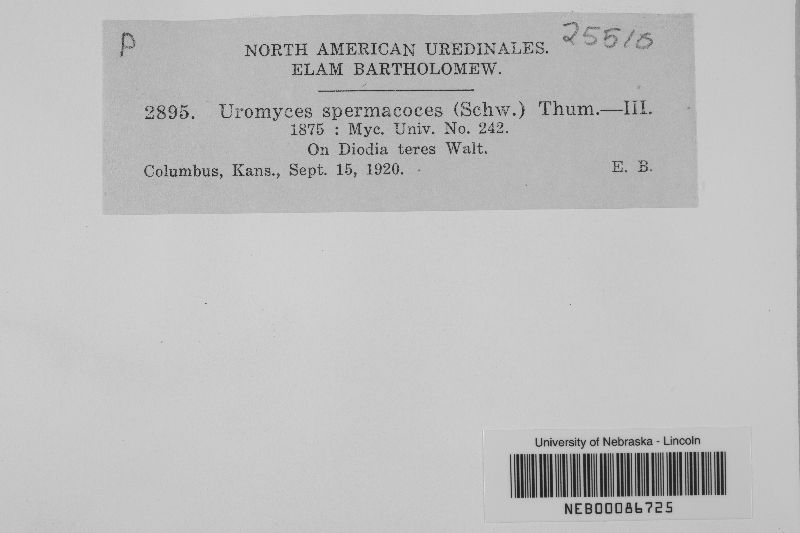 P
25510
NORTH AMERICAN UREDINALES.
ELAM BARTHOLOMEW.
2895. Uromyces spermacoces (Schw.) Thum.—III.
1875 : Myc. Univ. No. 242.
On Diodia teres Walt.
Columbus, Kans., Sept. 15, 1920. E. B.
University of Nebraska - Lincoln
NEB00086725